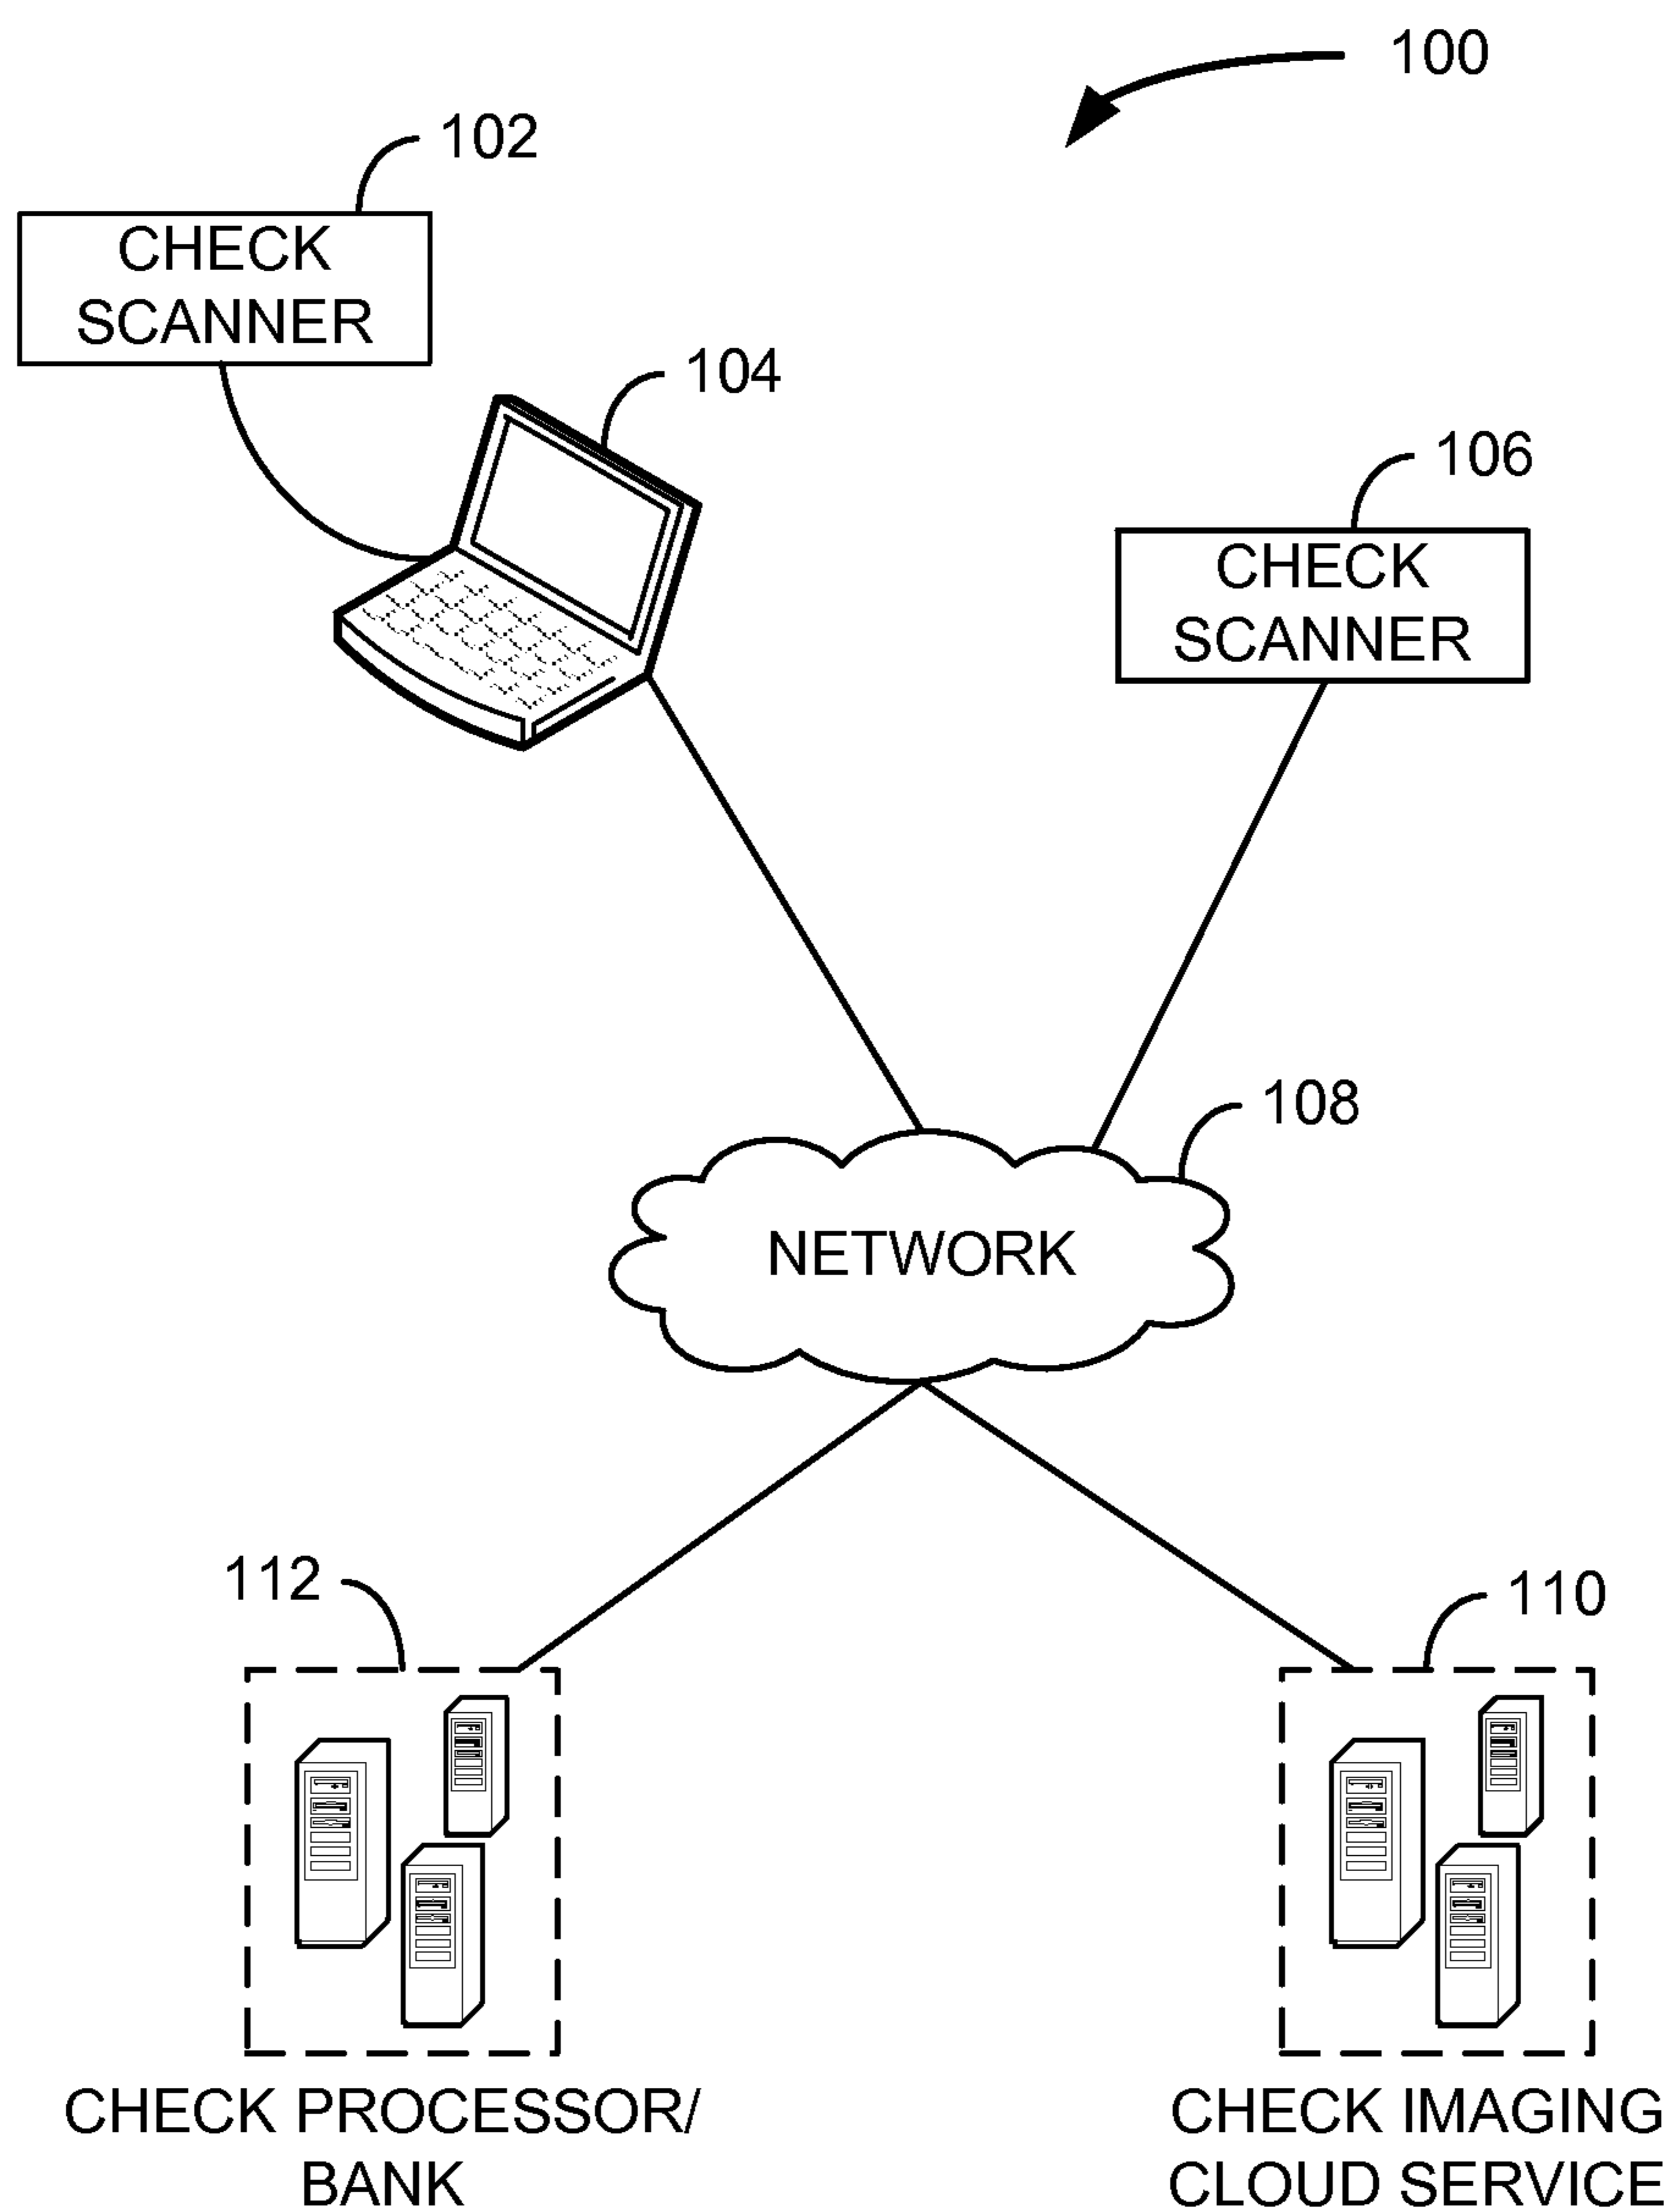 100
102
CHECK
SCANNER
104
106
CHECK
SCANNER
108
NETWORK
112
110
CHECK PROCESSOR/
BANK
CHECK IMAGING
CLOUD SERVICE